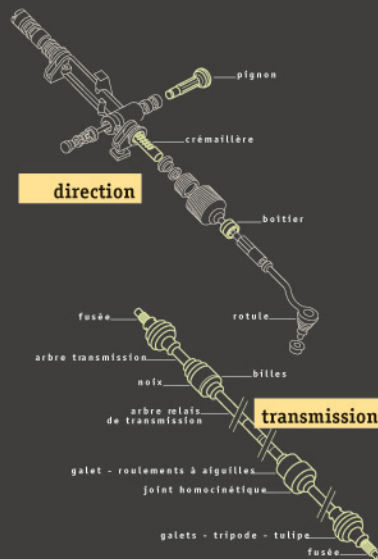 pignon
crémaillère
direction
boîtier
rotule
fusée
arbre transmission
billes
noix
arbre relais
de transmission
transmission
galet - roulements à aiguilles
joint homocinétique
galets - tripode - tulipe
fusée